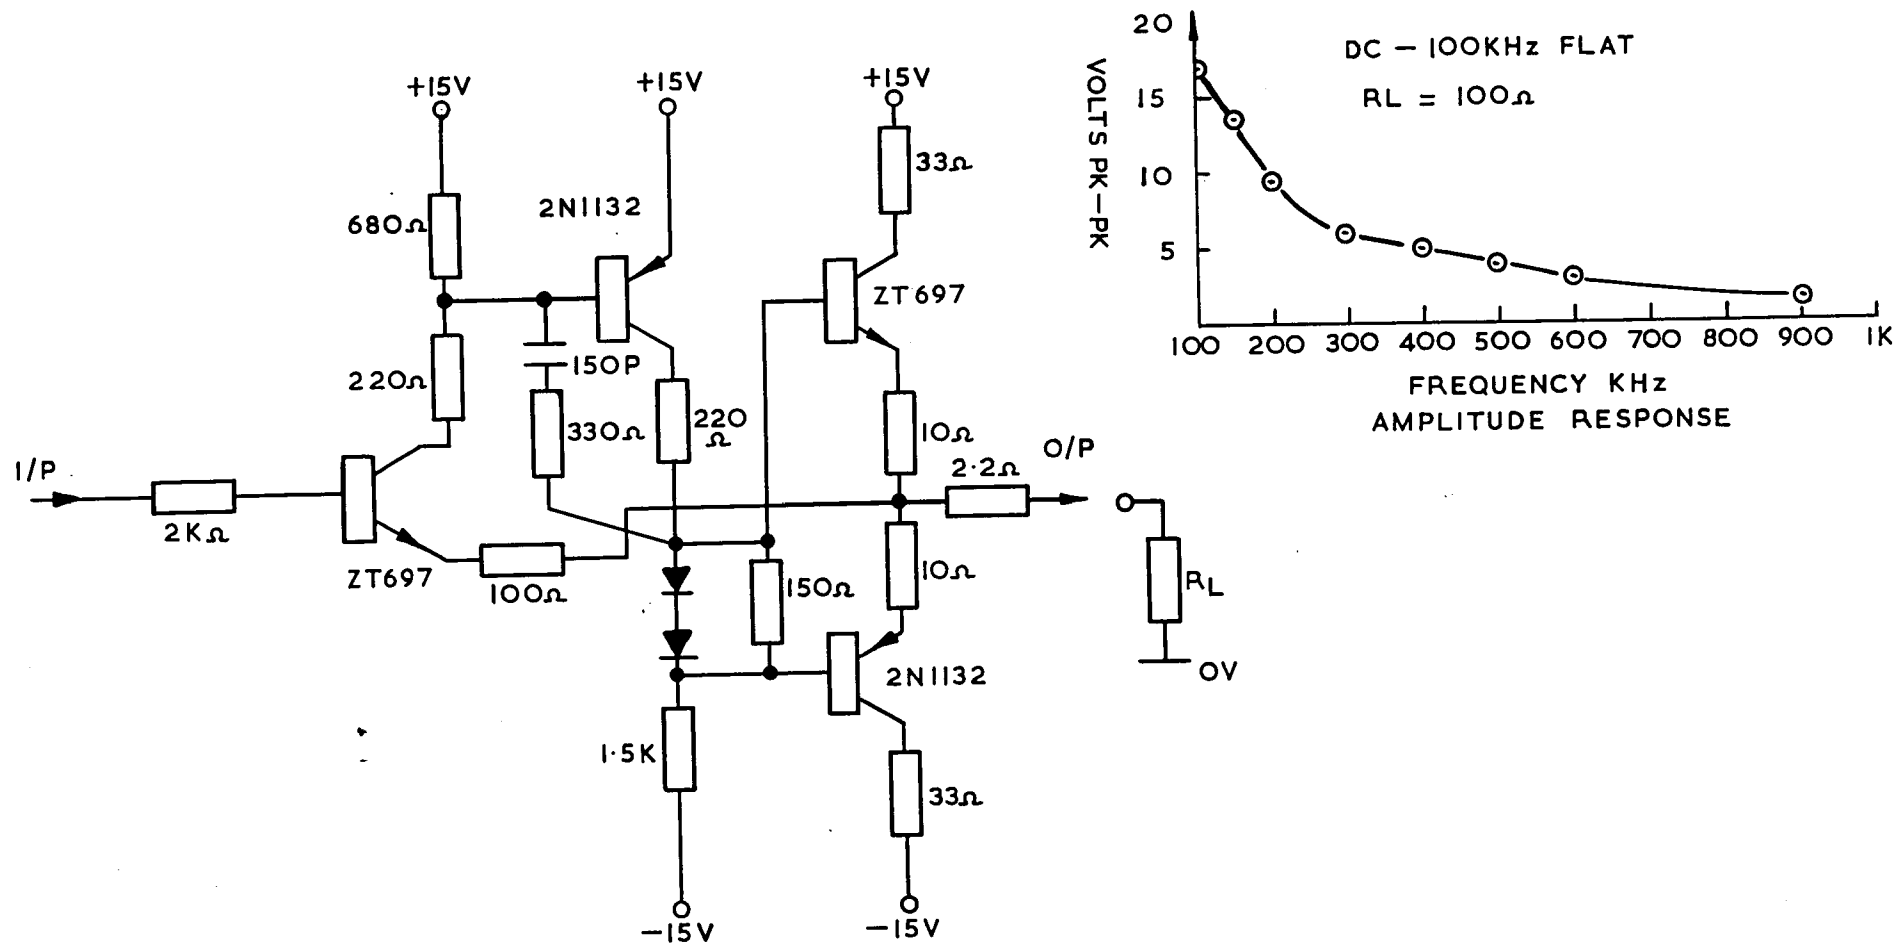 +15V
+15V
+15V
680Ω
2N1132
33Ω
ZT697
220Ω
150P
330Ω
220
Ω
10Ω
I/P
2KΩ
ZT697
100Ω
O/P
2·2Ω
150Ω
10Ω
RL
0V
2N1132
1·5K
33Ω
-15V
-15V
VOLTS PK-PK
20
15
10
5
DC - 100KHz FLAT
RL = 100Ω
100 200 300 400 500 600 700 800 900 1K
FREQUENCY KHz
AMPLITUDE RESPONSE